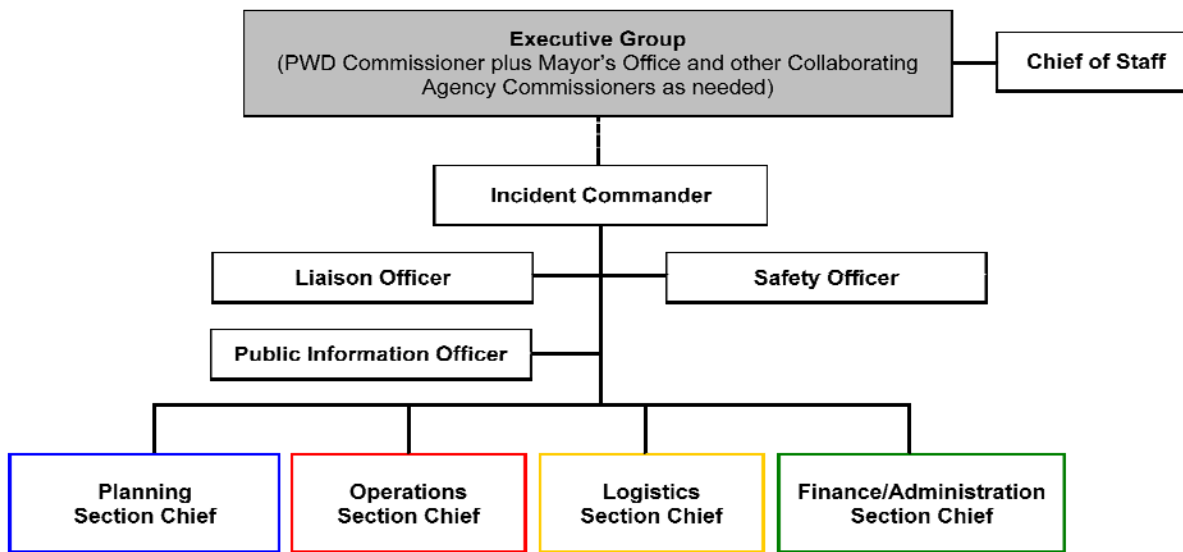 Executive Group
(PWD Commissioner plus Mayor's Office and other Collaborating
Agency Commissioners as needed)
Chief of Staff
Incident Commander
Liaison Officer
Safety Officer
Public Information Officer
Planning
Section Chief
Operations
Section Chief
Logistics
Section Chief
Finance/Administration
Section Chief